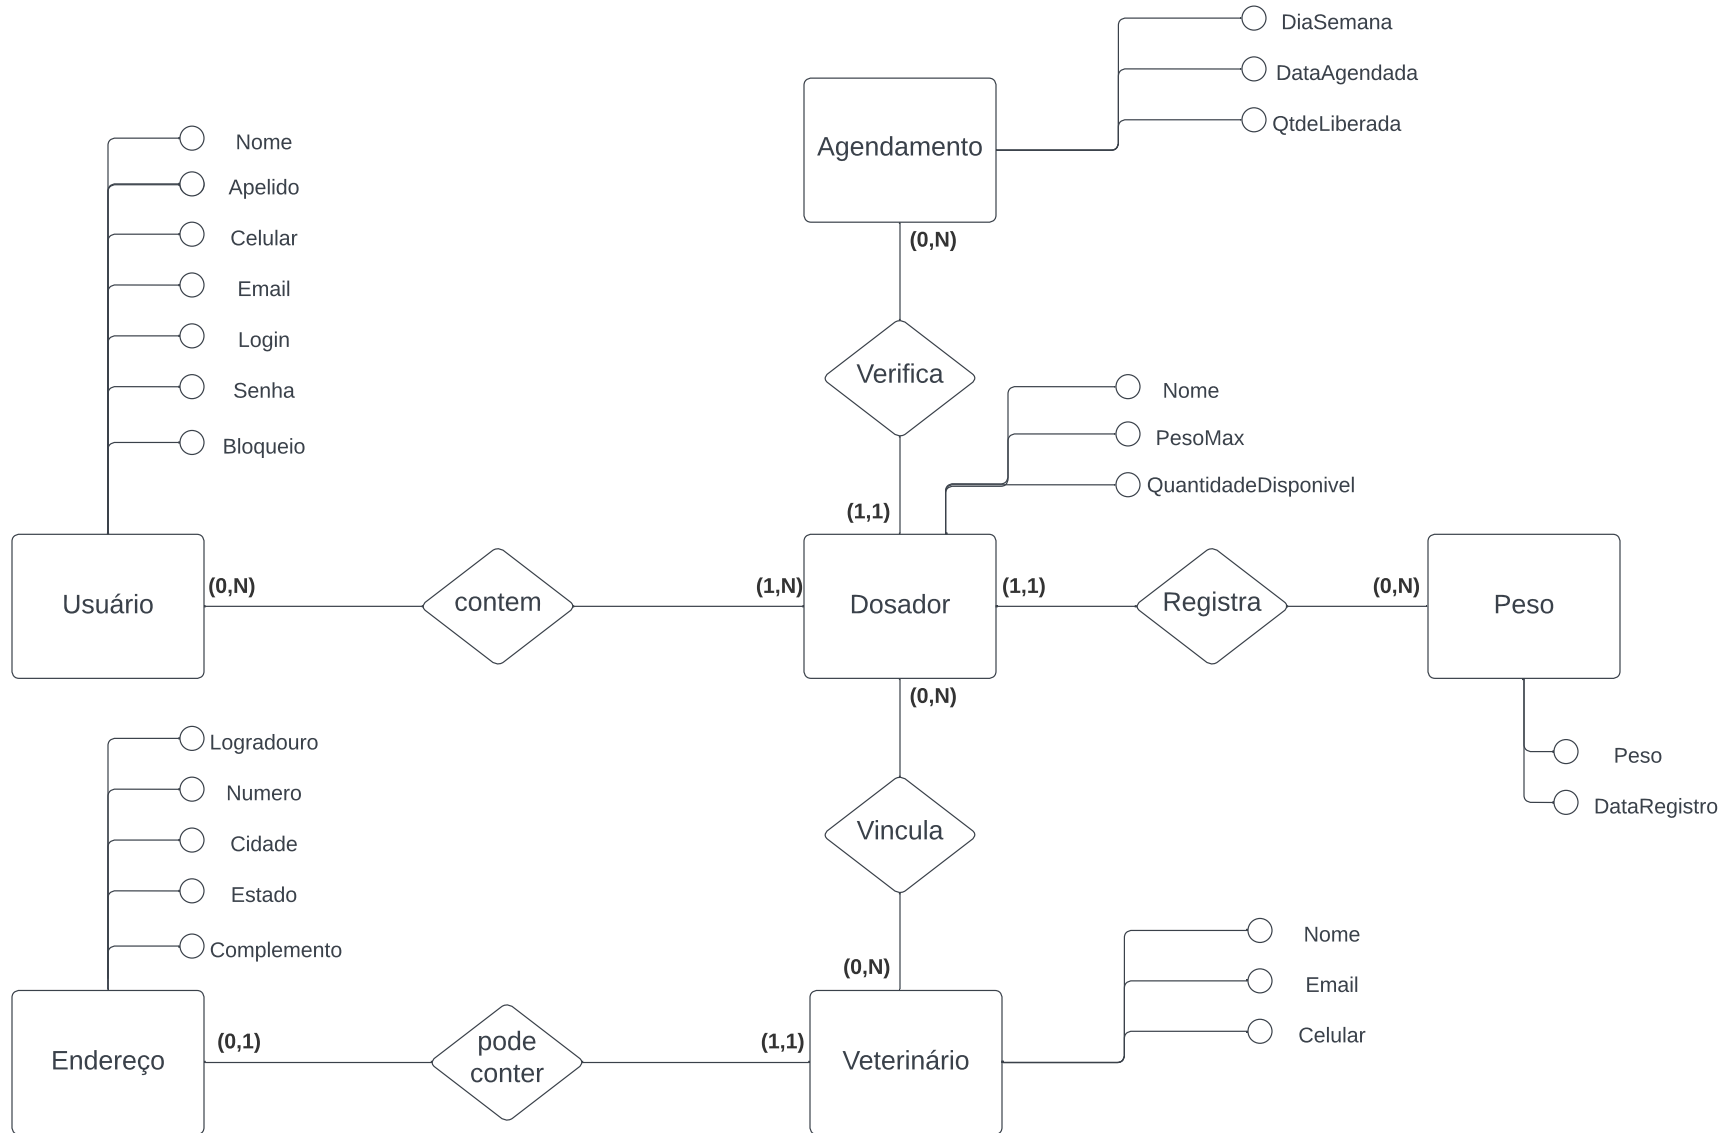 DiaSemana
DataAgendada
QtdeLiberada
Agendamento
(0,N)
Nome
Apelido
Celular
Email
Login
Senha
Bloqueio
Verifica
Nome
PesoMax
QuantidadeDisponivel
(1,1)
Usuário
(0,N)
contem
(1,N)
Dosador
(1,1)
Registra
(0,N)
Peso
(0,N)
Peso
DataRegistro
Logradouro
Numero
Cidade
Estado
Complemento
Vincula
(0,N)
Nome
Email
Celular
Endereço
(0,1)
pode
conter
(1,1)
Veterinário